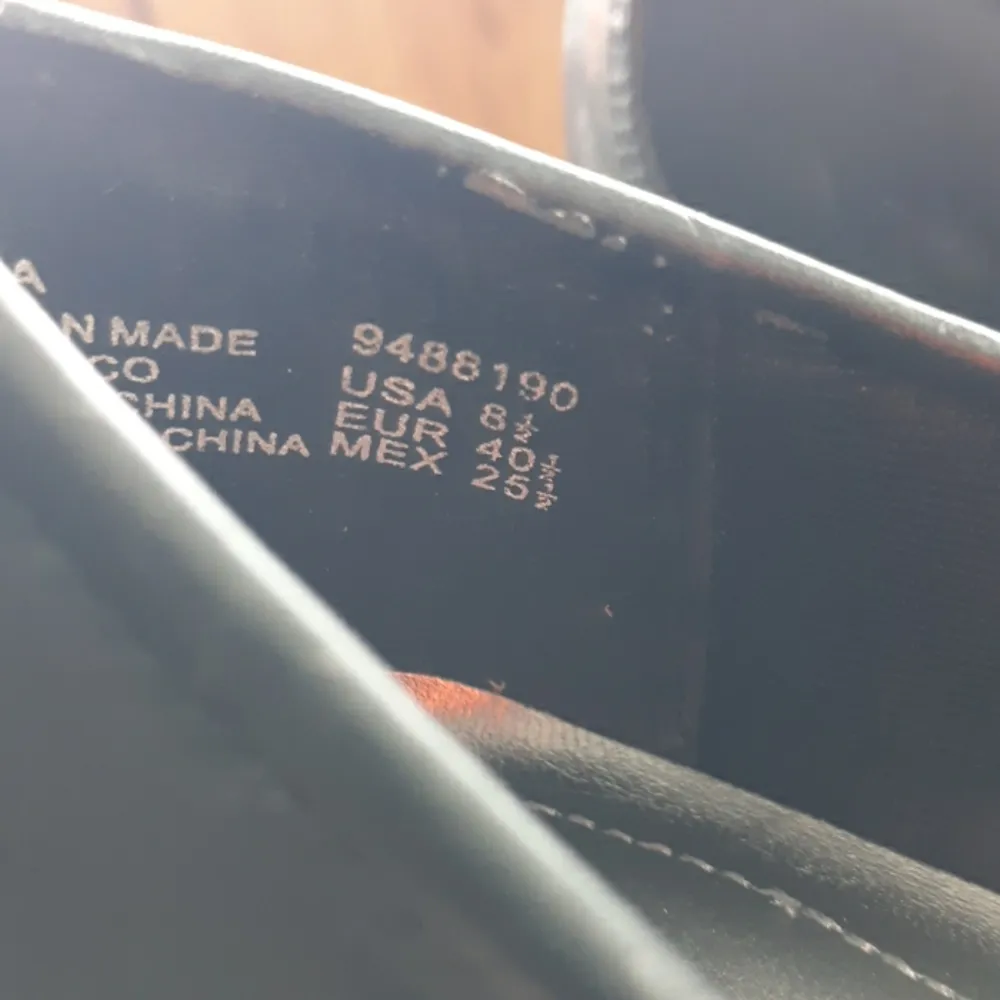 A
N MADE 9488190
CO USA 8½
CHINA EUR 40½
CHINA MEX 25½